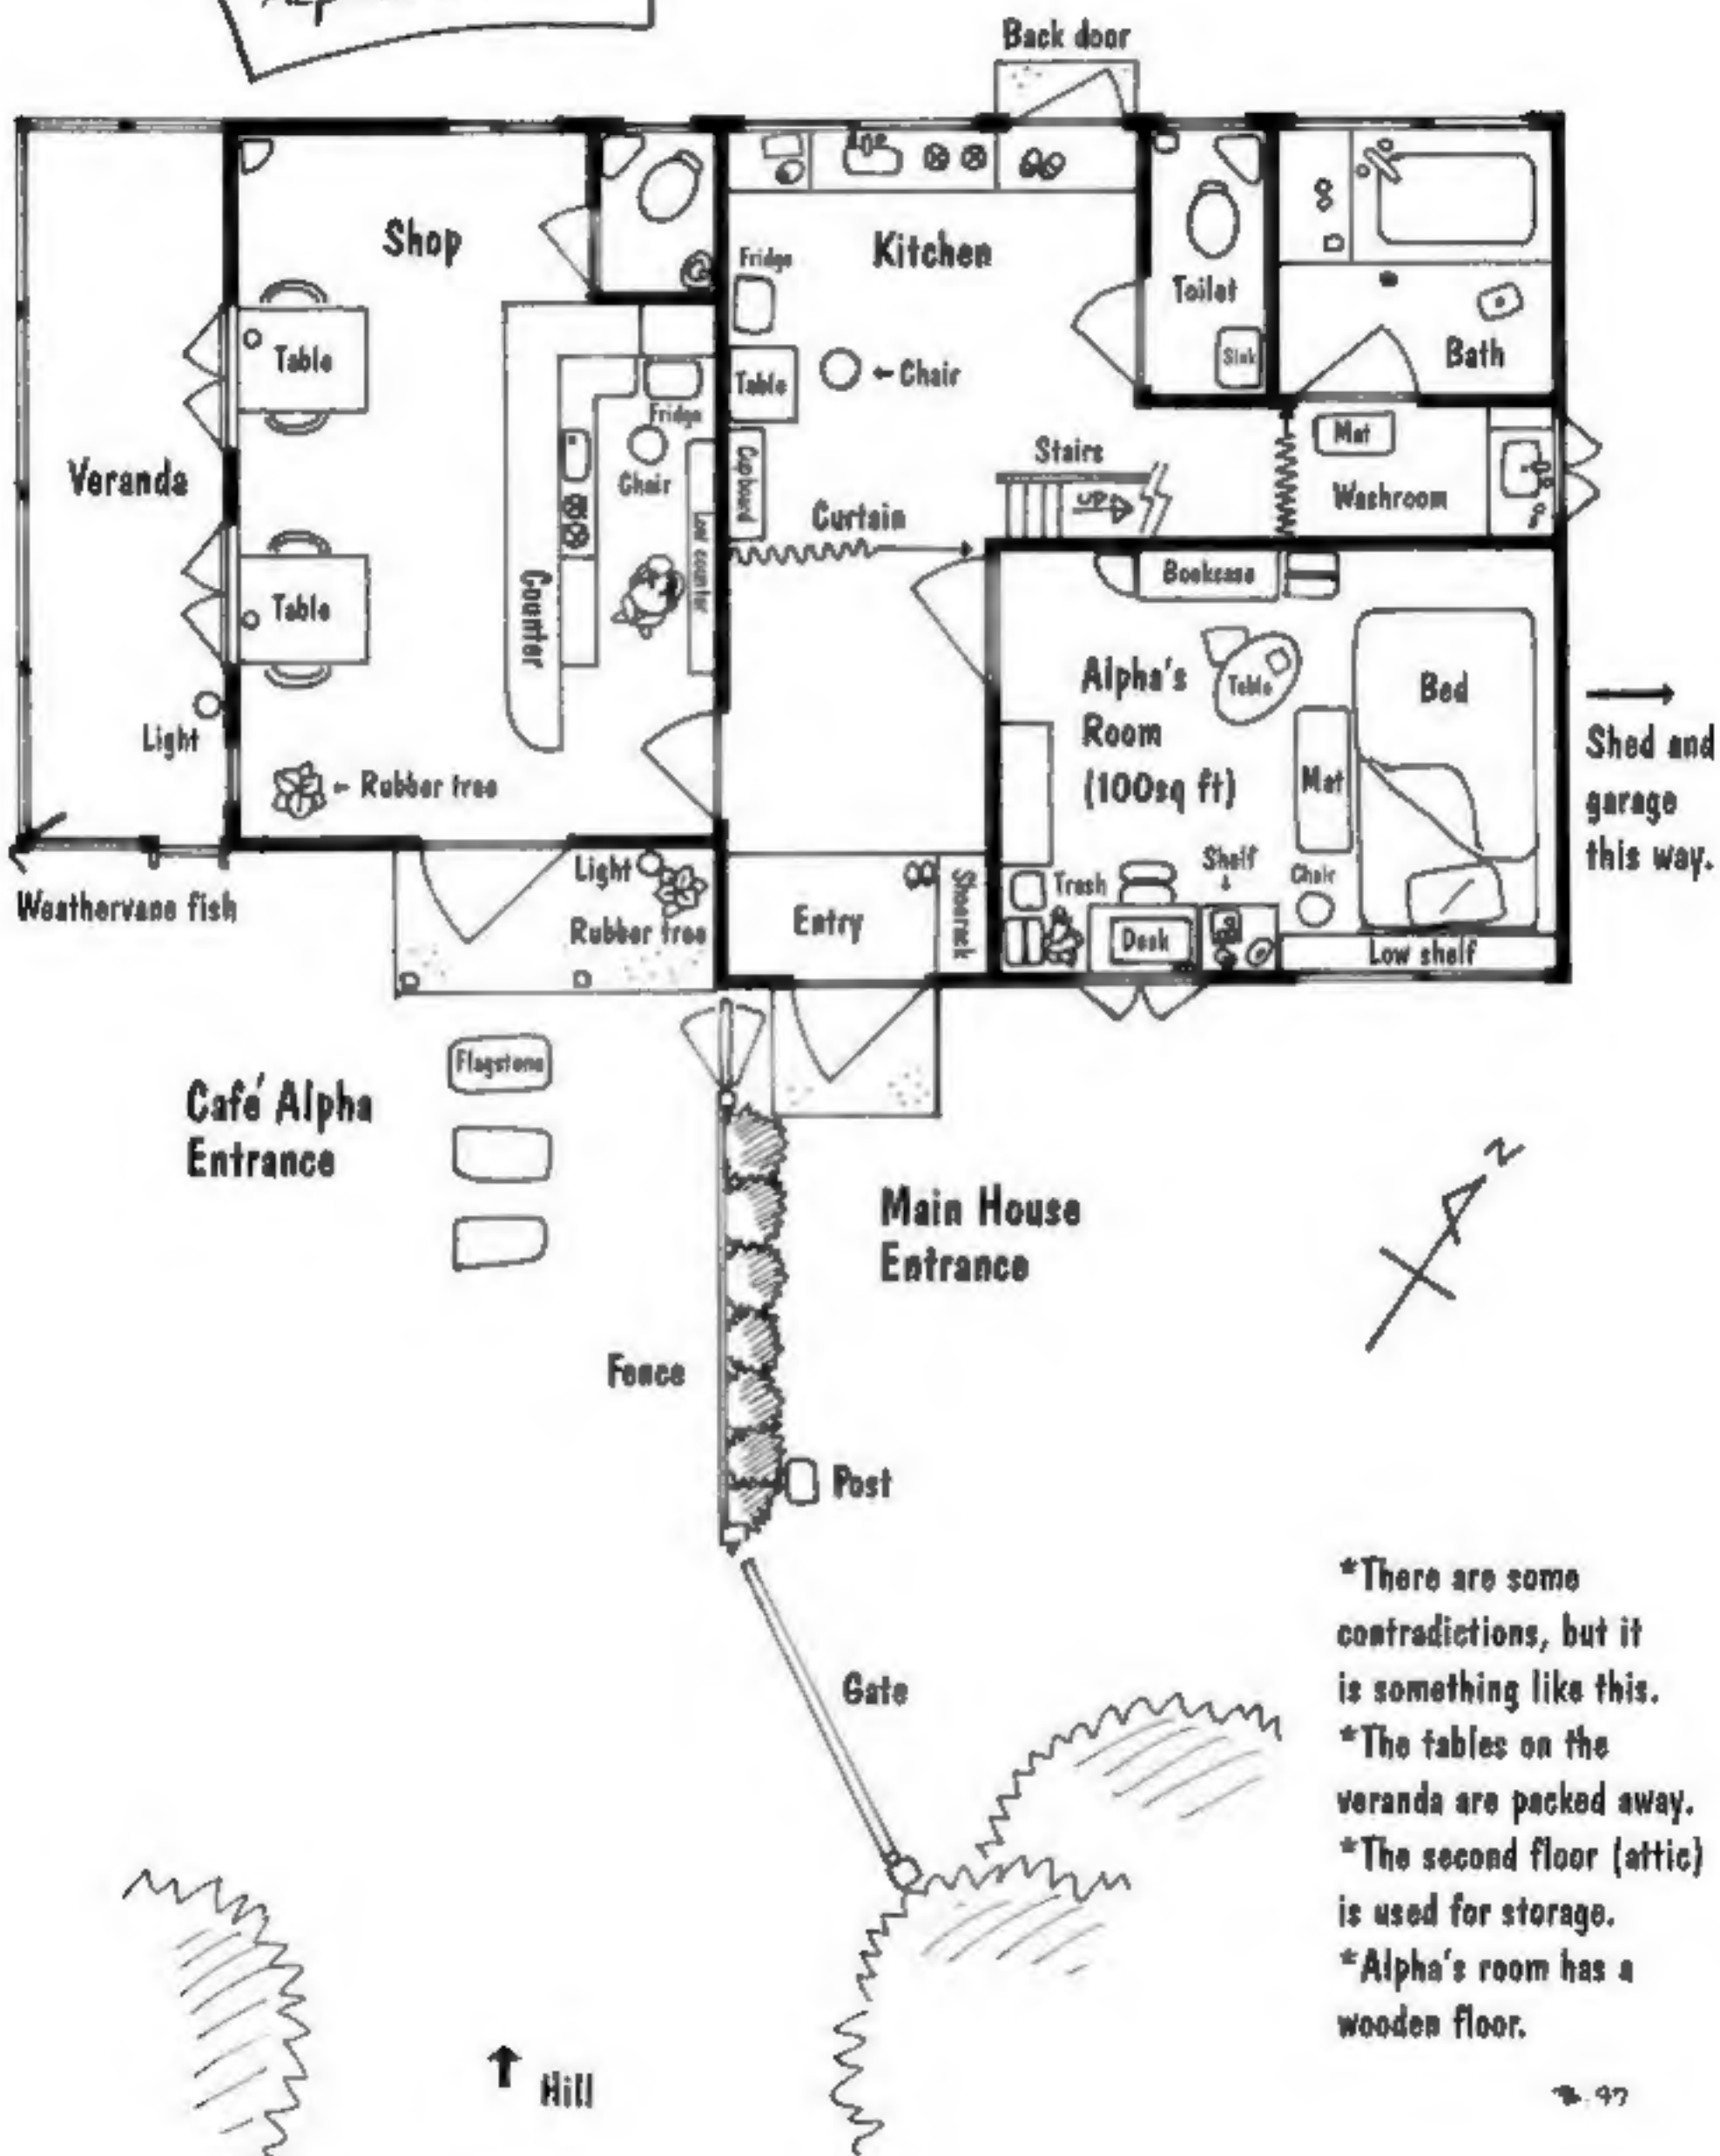 Back door
Shop
Kitchen
Fridge
Toilet
Sink
Bath
Table
Table
←Chair
Fridge
Chair
Cupboard
Low counter
Stairs
UP
Mat
Washroom
Veranda
Curtain
Counter
Table
Bookcase
Alpha's
Room
(100sq ft)
Table
Bed
Mat
Light
← Rubber tree
Shed and
garage
this way.
Weathervane fish
Light
Rubber tree
Entry
Shoerack
Trash
Shelf
Chair
Desk
Low shelf
Flagstone
Café Alpha
Entrance
Main House
Entrance
N
Fence
Post
Gate
*There are some
contradictions, but it
is something like this.
*The tables on the
veranda are packed away.
*The second floor (attic)
is used for storage.
*Alpha's room has a
wooden floor.
Hill
97